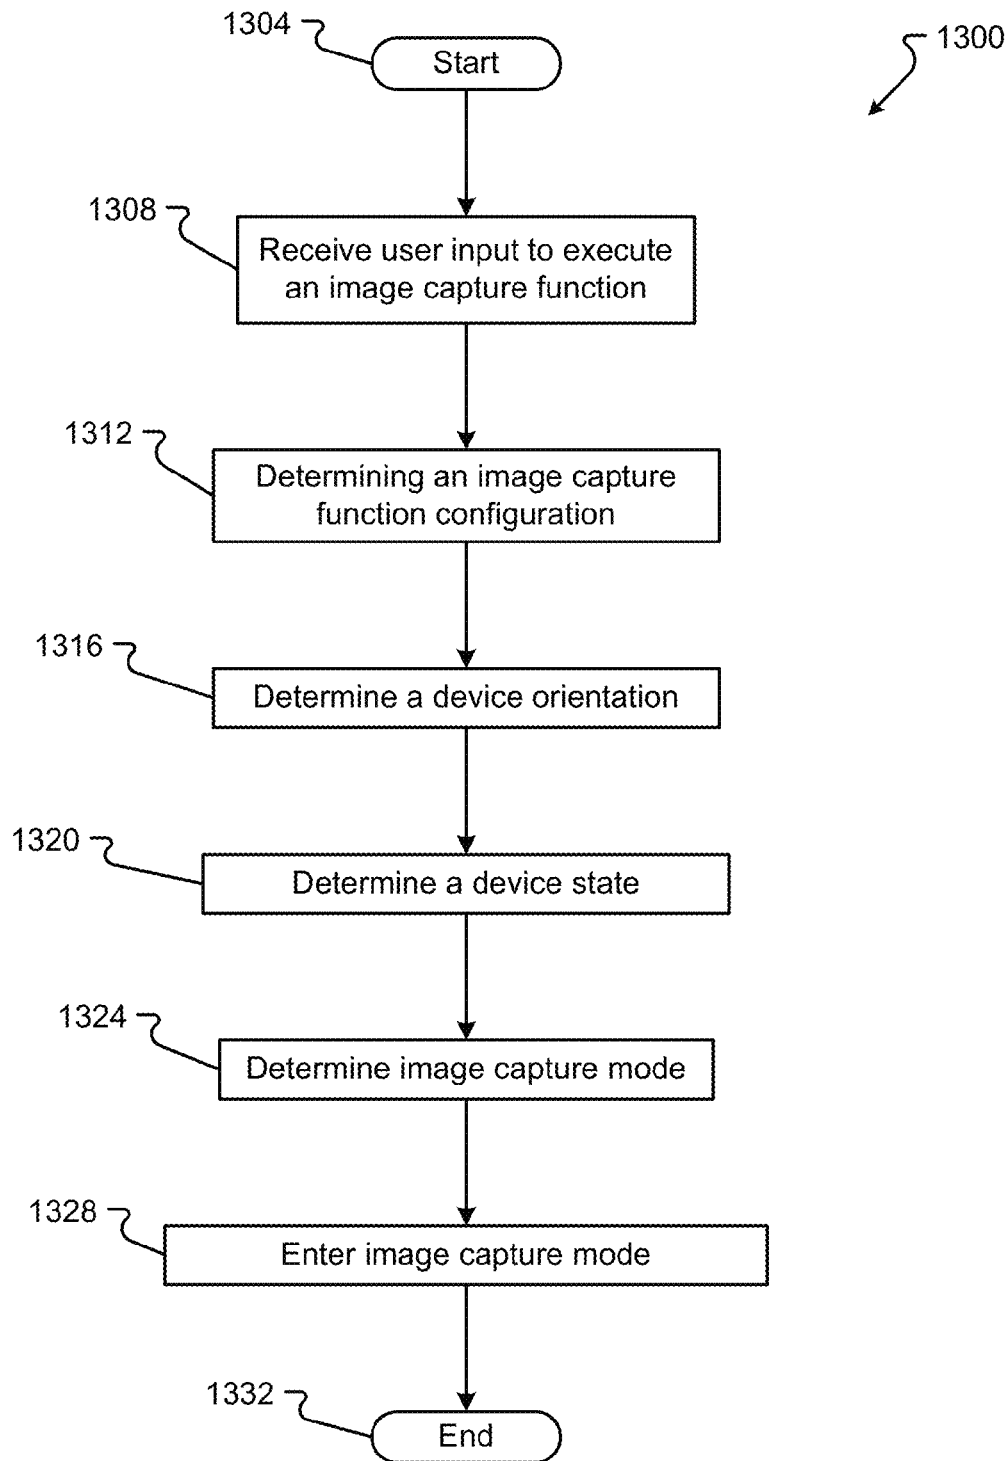 1304
Start
1300
1308
Receive user input to execute
an image capture function
1312
Determining an image capture
function configuration
1316
Determine a device orientation
1320
Determine a device state
1324
Determine image capture mode
1328
Enter image capture mode
1332
End